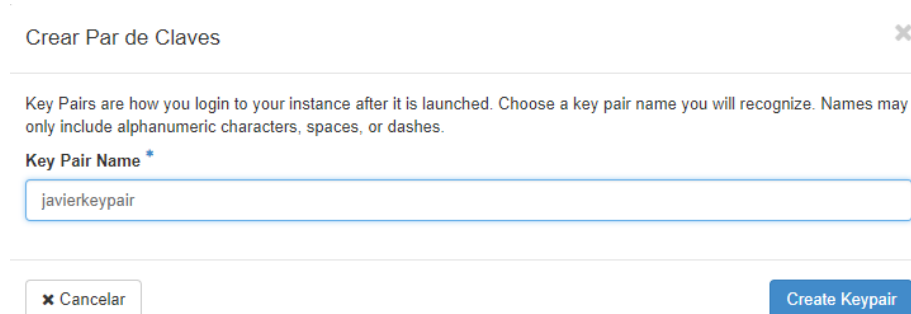 Crear Par de Claves
Key Pairs are how you login to your instance after it is launched. Choose a key pair name you will recognize. Names may
only include alphanumeric characters, spaces, or dashes.
Key Pair Name *
javierkeypair
✖ Cancelar
Create Keypair